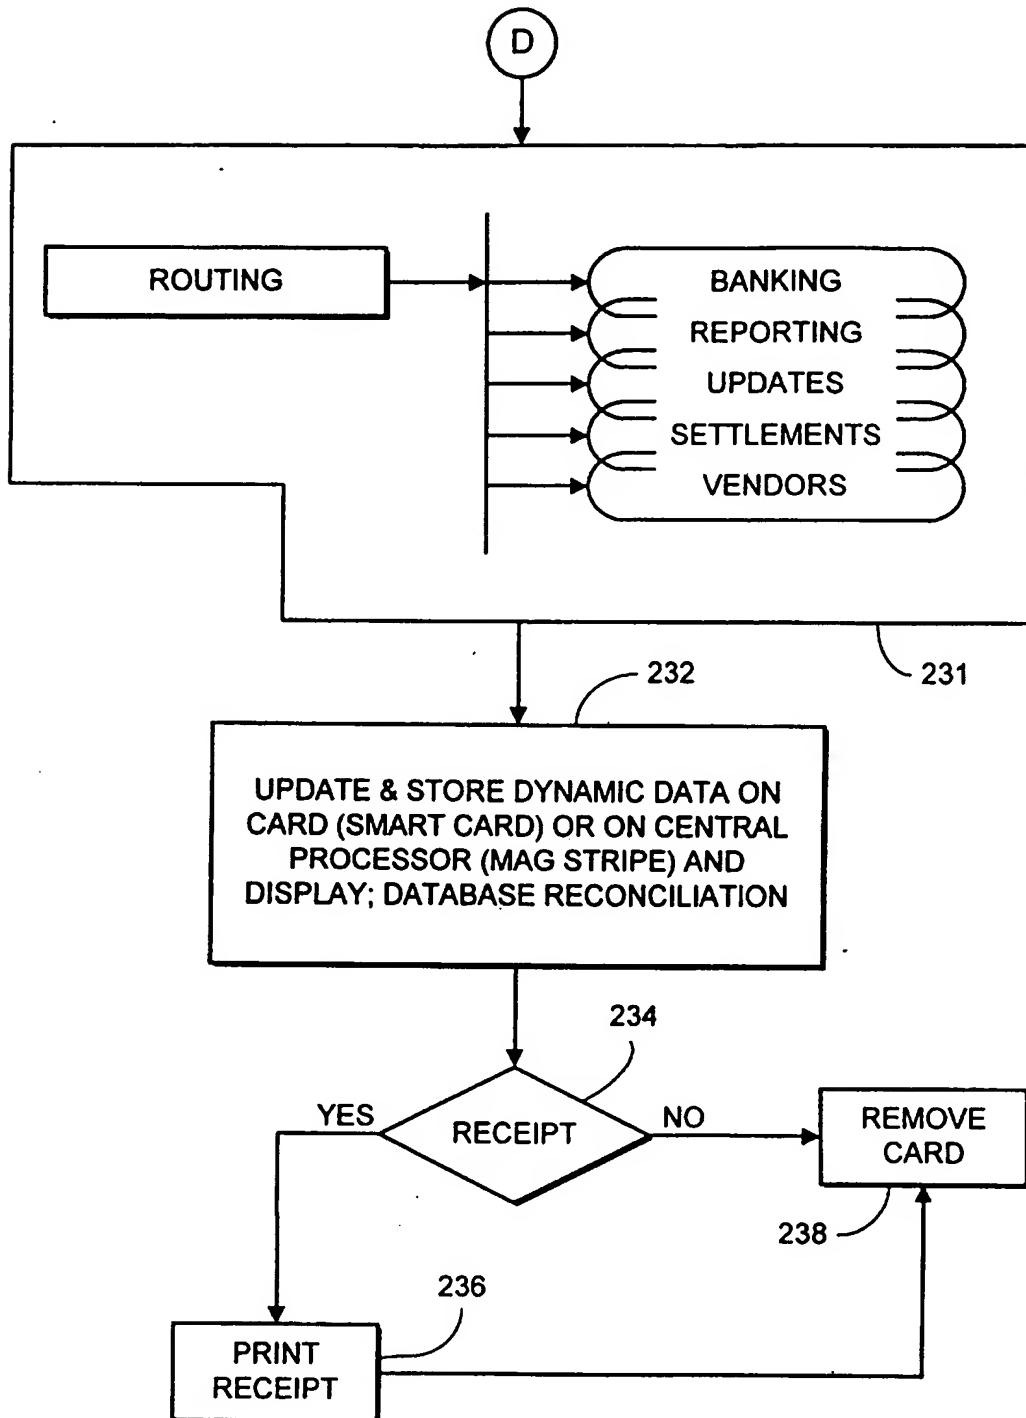 D
ROUTING
BANKING
REPORTING
UPDATES
SETTLEMENTS
VENDORS
231
232
UPDATE & STORE DYNAMIC DATA ON
CARD (SMART CARD) OR ON CENTRAL
PROCESSOR (MAG STRIPE) AND
DISPLAY; DATABASE RECONCILIATION
234
YES
RECEIPT
NO
REMOVE
CARD
238
236
PRINT
RECEIPT